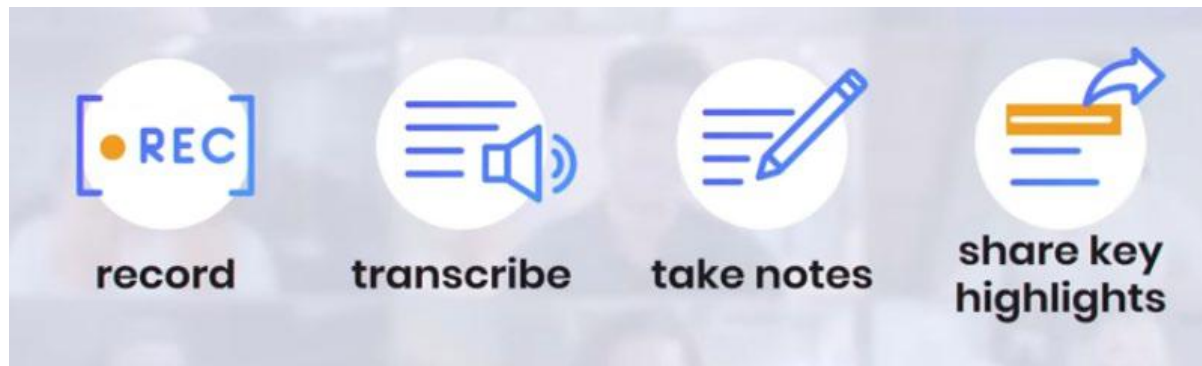 REC
record
transcribe
take notes
share key
highlights